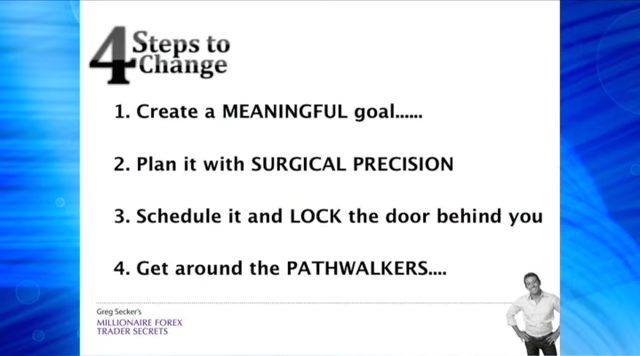 4 Steps to
Change
1. Create a MEANINGFUL goal......
2. Plan it with SURGICAL PRECISION
3. Schedule it and LOCK the door behind you
4. Get around the PATHWALKERS....
Greg Secker's
MILLIONAIRE FOREX
TRADER SECRETS